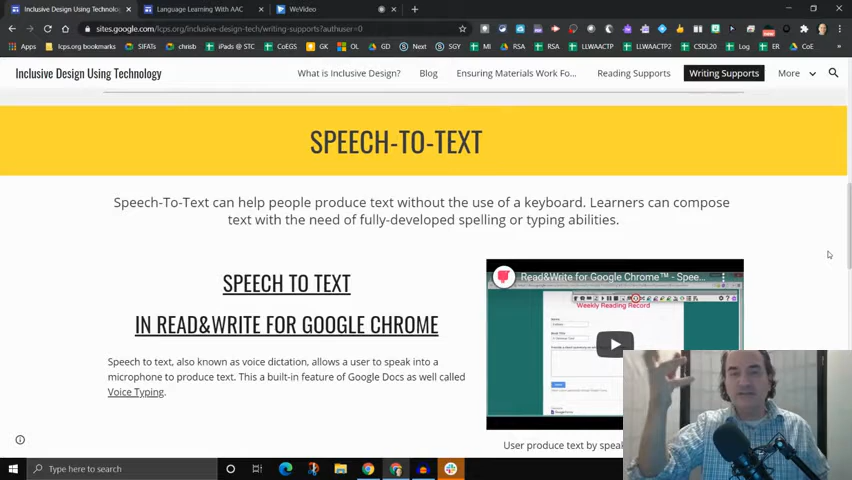 Inclusive Design Using Technolog
Language Learning With AAC
WeVideo
sites.google.com/lcps.org/inclusive-design-tech/writing-supports?authuser=0
Apps
lcps.org bookmarks
SIFATs
chrisb
iPads @ STC
CoEGS
GK
OL
Next
SGY
MI
RSA
RSA
LLWAACTP
LLWAACTP2
CSDL20
Log
ER
CoE
Inclusive Design Using Technology
What is Inclusive Design?
Blog
Ensuring Materials Work Fo...
Reading Supports
Writing Supports
More
SPEECH-TO-TEXT
Speech-To-Text can help people produce text without the use of a keyboard. Learners can compose
text with the need of fully-developed spelling or typing abilities.
SPEECH TO TEXT
IN READ&WRITE FOR GOOGLE CHROME
Speech to text, also known as voice dictation, allows a user to speak into a
microphone to produce text. This a built-in feature of Google Docs as well called
Voice Typing.
Read&Write for Google Chrome™ - Spee...
Weekly Reading Record
User produce text by speak
Type here to search